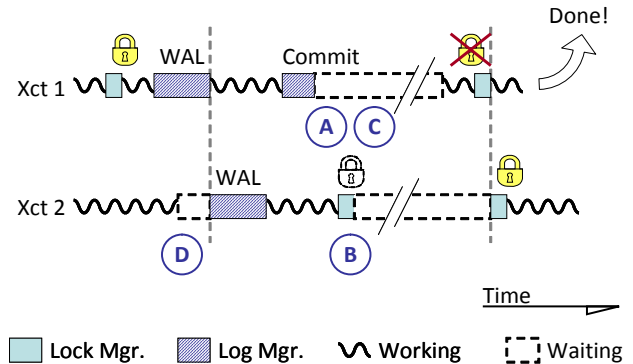 Done!
WAL
Commit
Xct 1
A
C
WAL
Xct 2
D
B
Time
Lock Mgr.
Log Mgr.
Working
Waiting